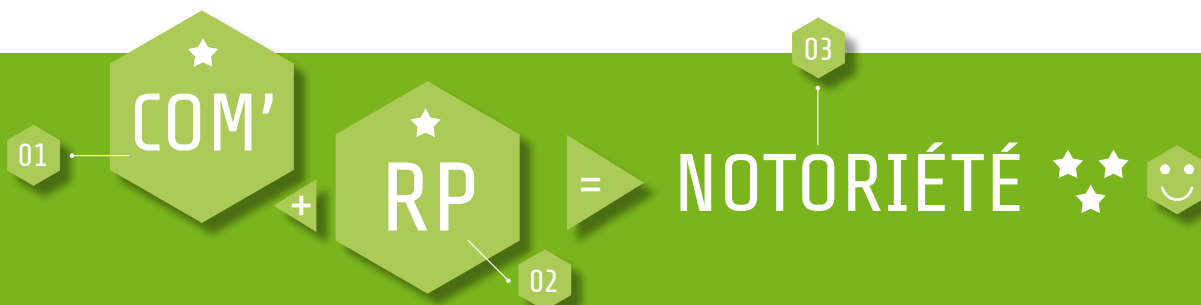 01
COM'
+
RP
02
=
03
NOTORIÉTÉ